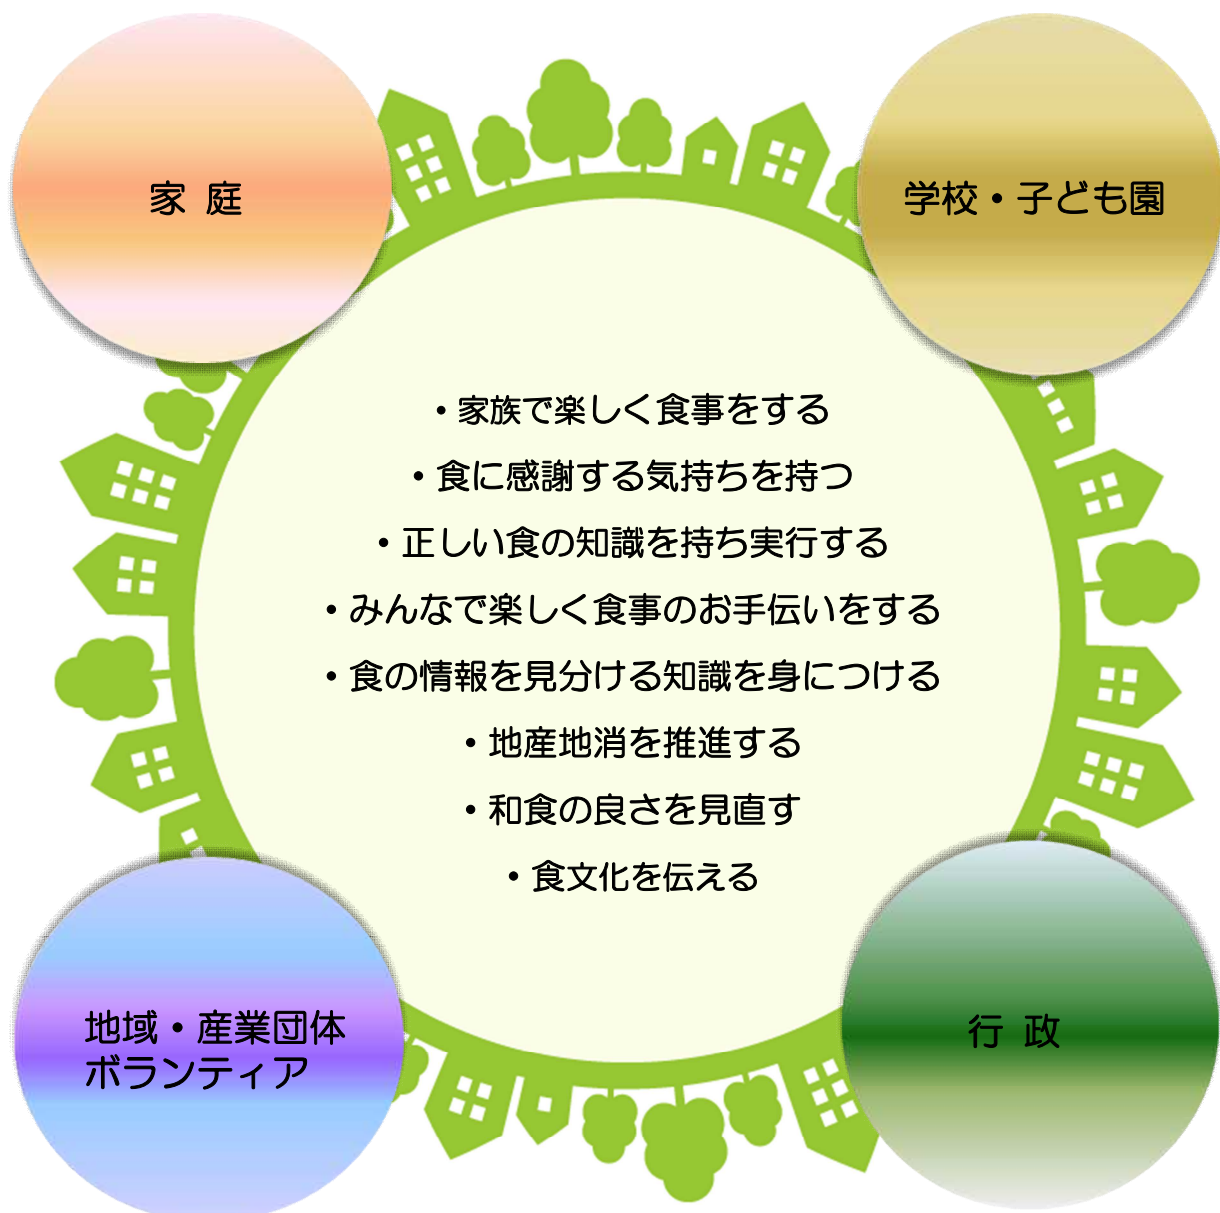 家 庭
学校・子ども園
・家族で楽しく食事をする
・食に感謝する気持ちを持つ
・正しい食の知識を持ち実行する
・みんなで楽しく食事のお手伝いをする
・食の情報を見分ける知識を身につける
・地産地消を推進する
・和食の良さを見直す
・食文化を伝える
地域・産業団体
ボランティア
行 政